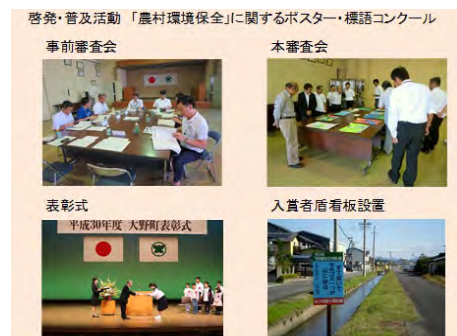 啓発・普及活動 「農村環境保全」に関するポスター・標語コンクール
事前審査会
本審査会
表彰式
入賞者盾看板設置
平成30年度 大野町表彰式